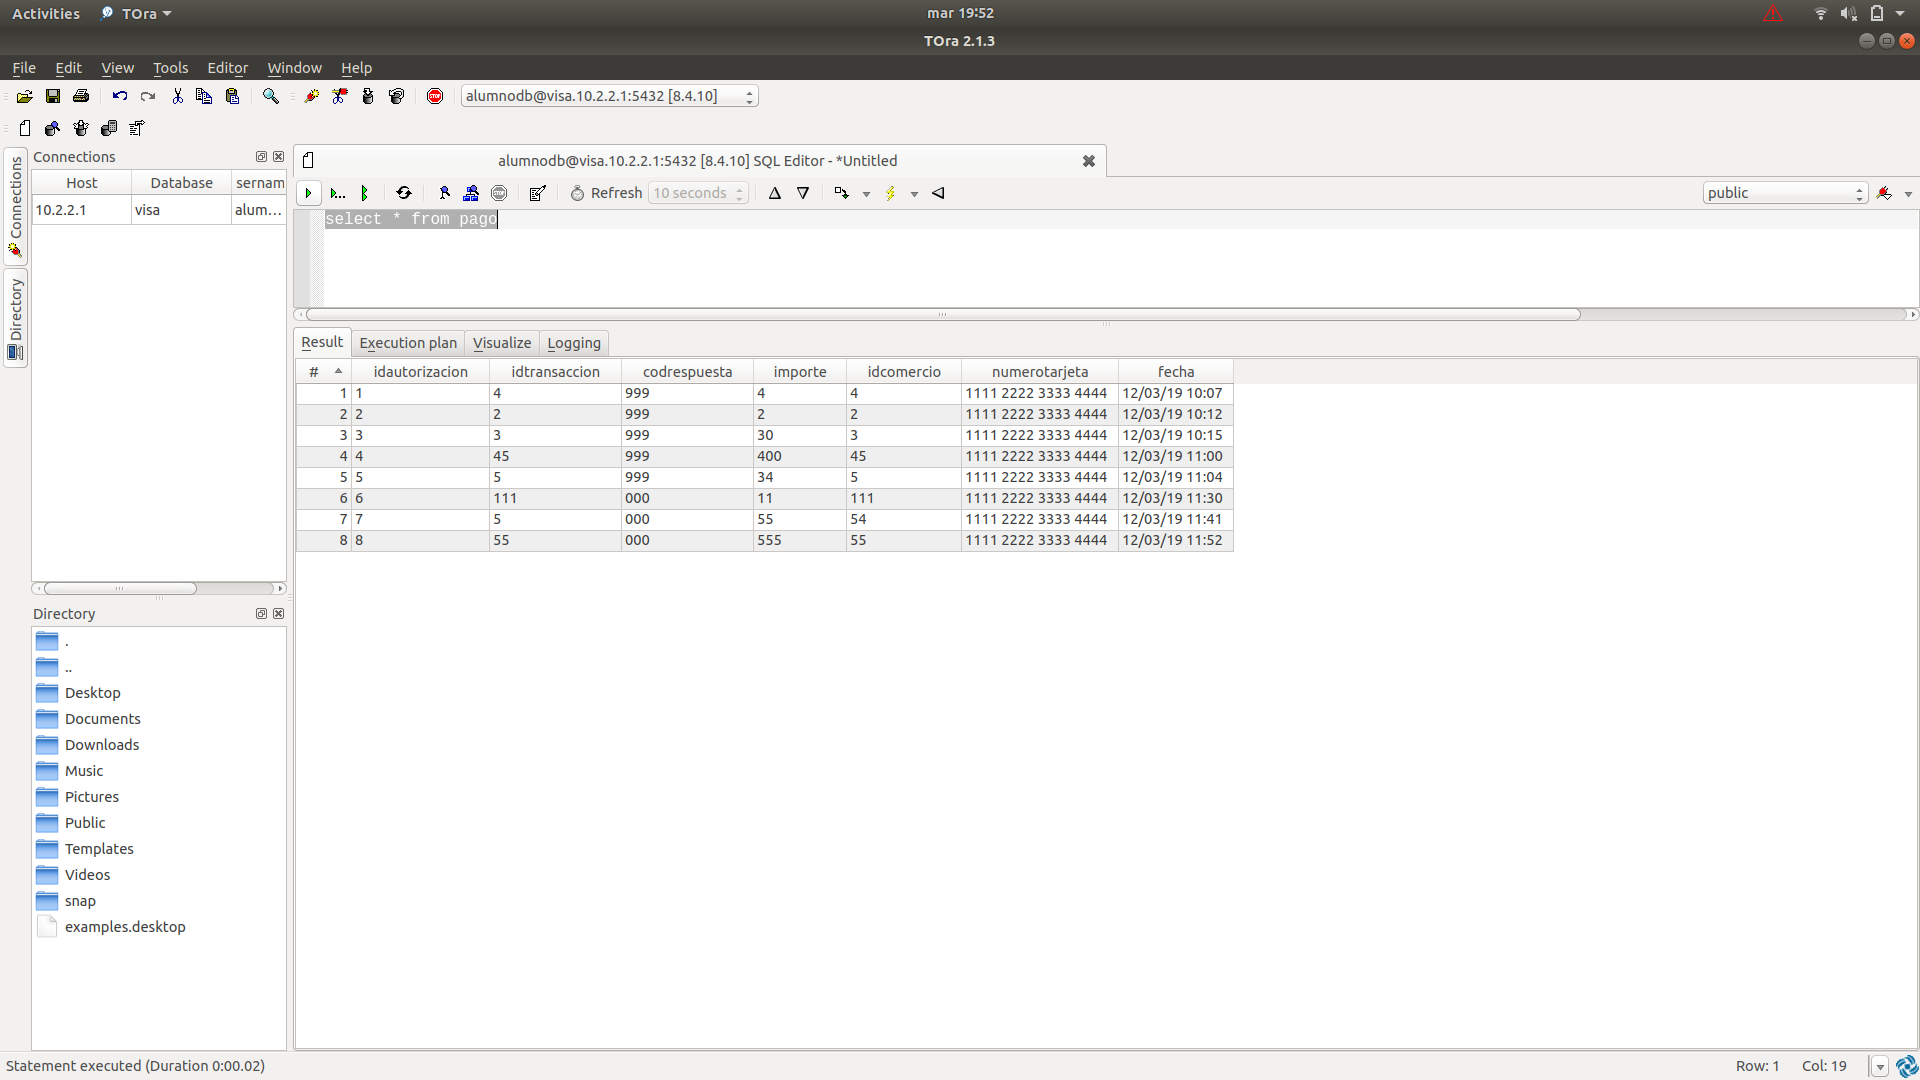 Activities TOra mar 19:52
TOra 2.1.3
File Edit View Tools Editor Window Help
alumnodb@visa.10.2.2.1:5432 [8.4.10]
Connections
Host Database sernam
10.2.2.1 visa alum...
Connections
Directory
alumnodb@visa.10.2.2.1:5432 [8.4.10] SQL Editor - *Untitled
Refresh 10 seconds public
select * from pago
Result Execution plan Visualize Logging
# idautorizacion idtransaccion codrespuesta importe idcomercio numerotarjeta fecha
1 1 4 999 4 4 1111 2222 3333 4444 12/03/19 10:07
2 2 2 999 2 2 1111 2222 3333 4444 12/03/19 10:12
3 3 3 999 30 3 1111 2222 3333 4444 12/03/19 10:15
4 4 45 999 400 45 1111 2222 3333 4444 12/03/19 11:00
5 5 5 999 34 5 1111 2222 3333 4444 12/03/19 11:04
6 6 111 000 11 111 1111 2222 3333 4444 12/03/19 11:30
7 7 5 000 55 54 1111 2222 3333 4444 12/03/19 11:41
8 8 55 000 555 55 1111 2222 3333 4444 12/03/19 11:52
Directory
.
..
Desktop
Documents
Downloads
Music
Pictures
Public
Templates
Videos
snap
examples.desktop
Statement executed (Duration 0:00.02) Row: 1 Col: 19